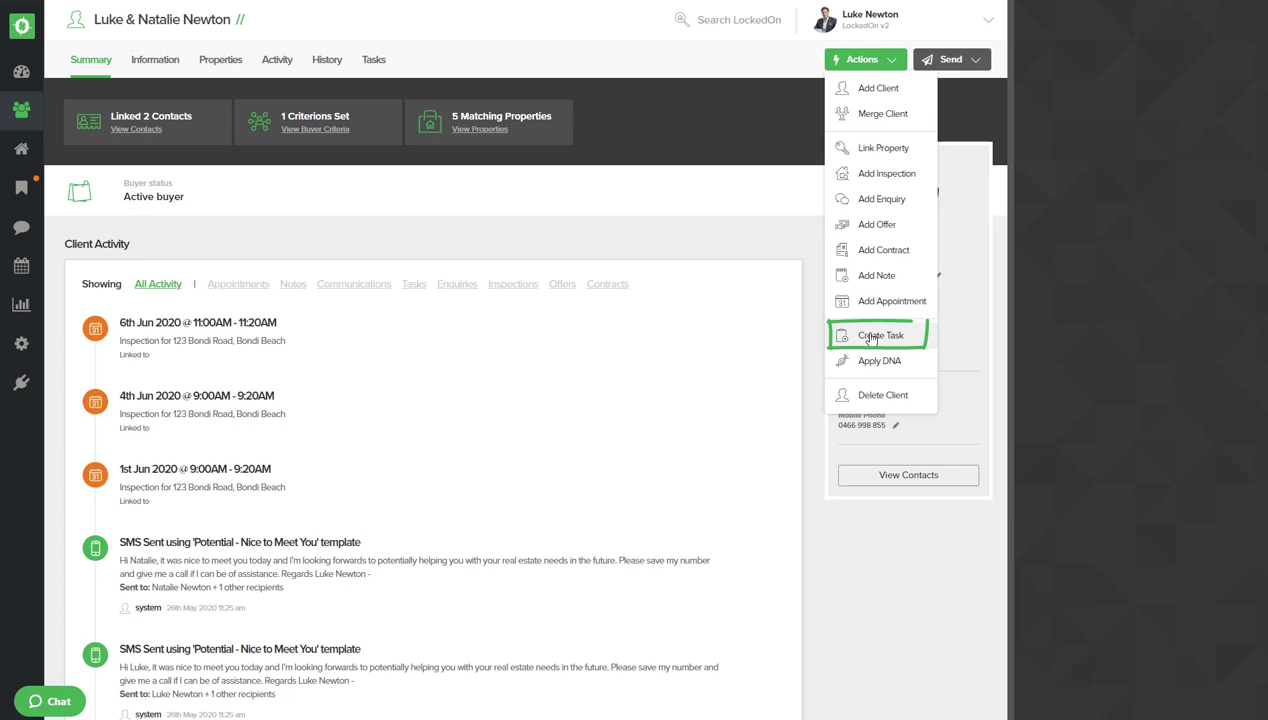 Luke & Natalie Newton //
Search LockedOn
Luke Newton
LockedOn v2
Summary Information Properties Activity History Tasks
Actions
Send
Add Client
Merge Client
Link Property
Add Inspection
Add Enquiry
Add Offer
Add Contract
Add Note
Add Appointment
Create Task
Apply DNA
Delete Client
Linked 2 Contacts
View Contacts
1 Criterions Set
View Buyer Criteria
5 Matching Properties
View Properties
Buyer status
Active buyer
Client Activity
Showing All Activity | Appointments Notes Communications Tasks Enquiries Inspections Offers Contracts
31
6th Jun 2020 @ 11:00AM - 11:20AM
Inspection for 123 Bondi Road, Bondi Beach
Linked to
31
4th Jun 2020 @ 9:00AM - 9:20AM
Inspection for 123 Bondi Road, Bondi Beach
Linked to
31
1st Jun 2020 @ 9:00AM - 9:20AM
Inspection for 123 Bondi Road, Bondi Beach
Linked to
SMS Sent using 'Potential - Nice to Meet You' template
Hi Natalie, it was nice to meet you today and I'm looking forwards to potentially helping you with your real estate needs in the future. Please save my number
and give me a call if I can be of assistance. Regards Luke Newton -
Sent to: Natalie Newton + 1 other recipients
system 26th May 2020 11:25 am
SMS Sent using 'Potential - Nice to Meet You' template
Hi Luke, it was nice to meet you today and I'm looking forwards to potentially helping you with your real estate needs in the future. Please save my number
and give me a call if I can be of assistance. Regards Luke Newton -
Sent to: Luke Newton + 1 other recipients
system 26th May 2020 11:25 am
Mobile Phone
0466 998 855
View Contacts
Chat